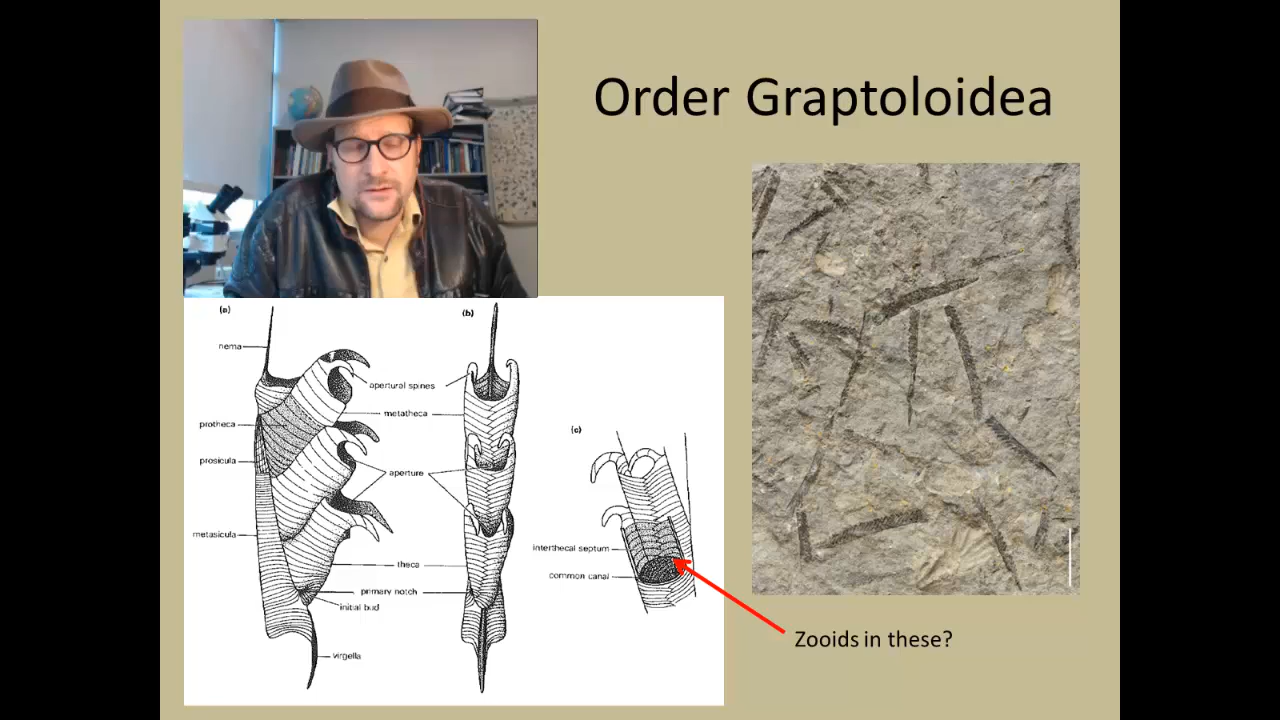 Order Graptoloidea
(a)
(b)
nema
apertural spines
metatheca
protheca
(c)
prosicula
aperture
metasicula
interthecal septum
theca
common canal
primary notch
initial bud
Zooids in these?
virgella